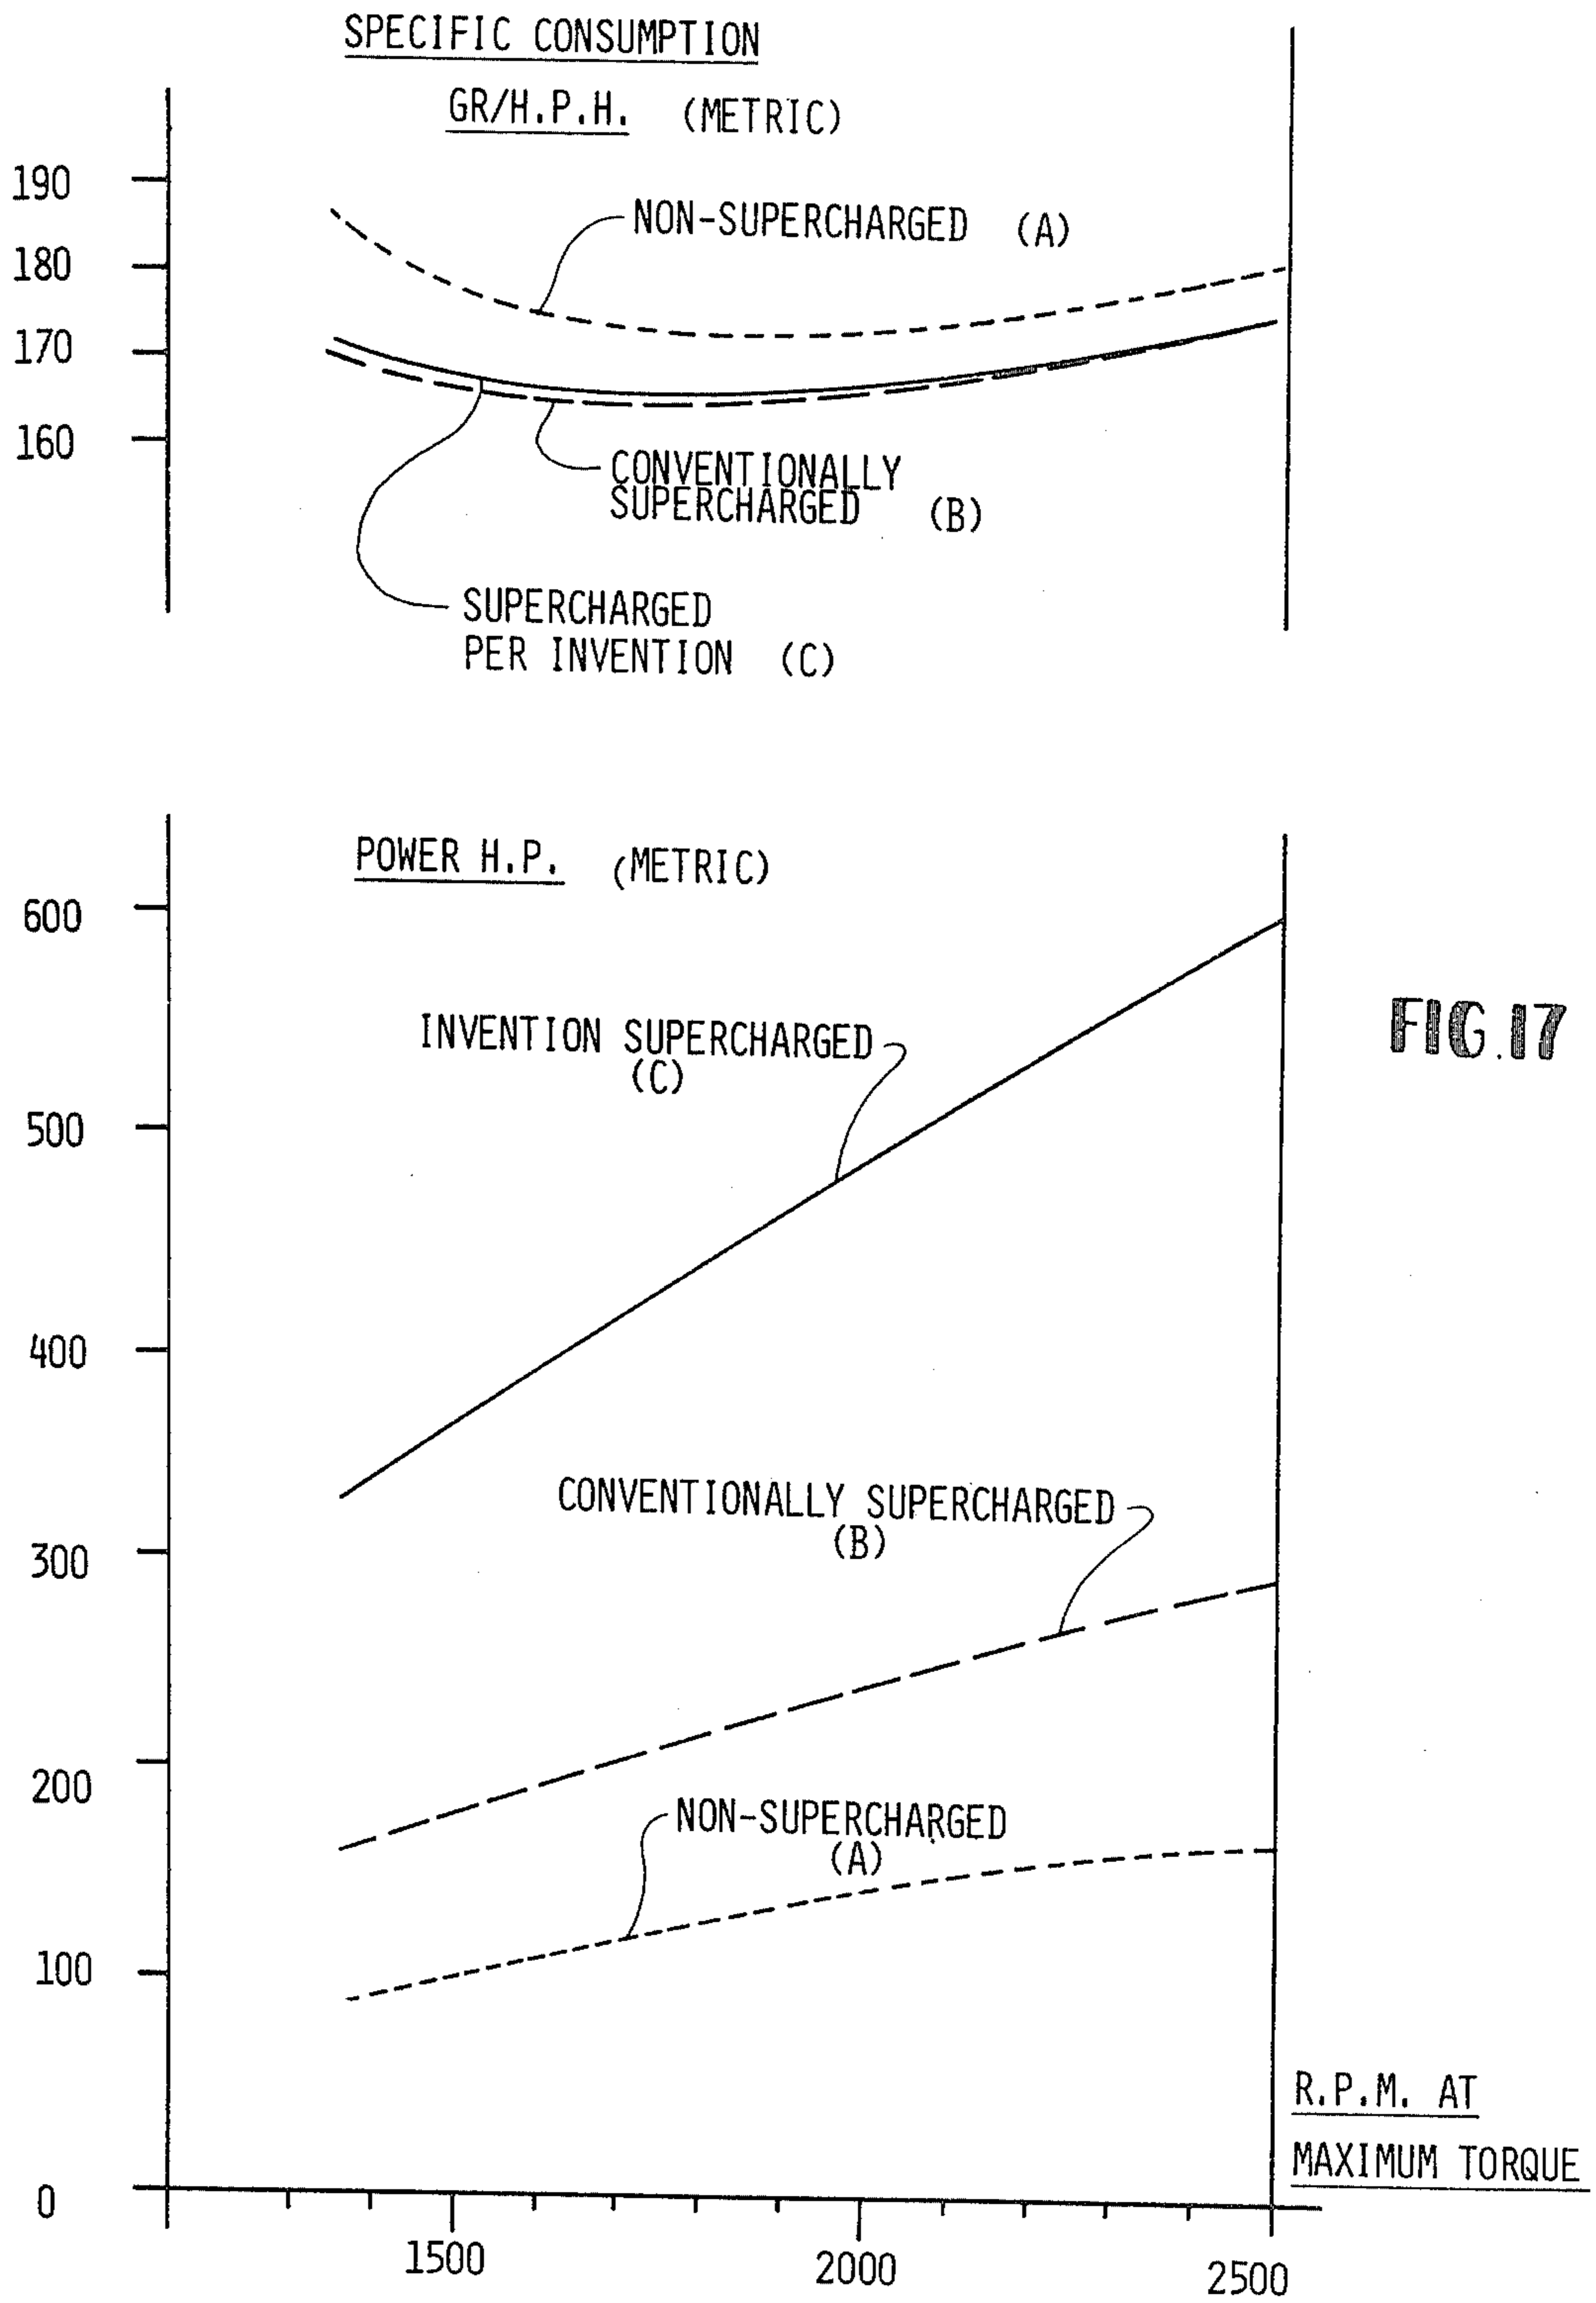 SPECIFIC CONSUMPTION
GR/H.P.H. (METRIC)
190
NON-SUPERCHARGED (A)
180
170
160
CONVENTIONALLY
SUPERCHARGED (B)
SUPERCHARGED
PER INVENTION (C)
POWER H.P. (METRIC)
600
INVENTION SUPERCHARGED
(C)
FIG.17
500
400
CONVENTIONALLY SUPERCHARGED
(B)
300
200
NON-SUPERCHARGED
(A)
100
R.P.M. AT
MAXIMUM TORQUE
0
1500
2000
2500